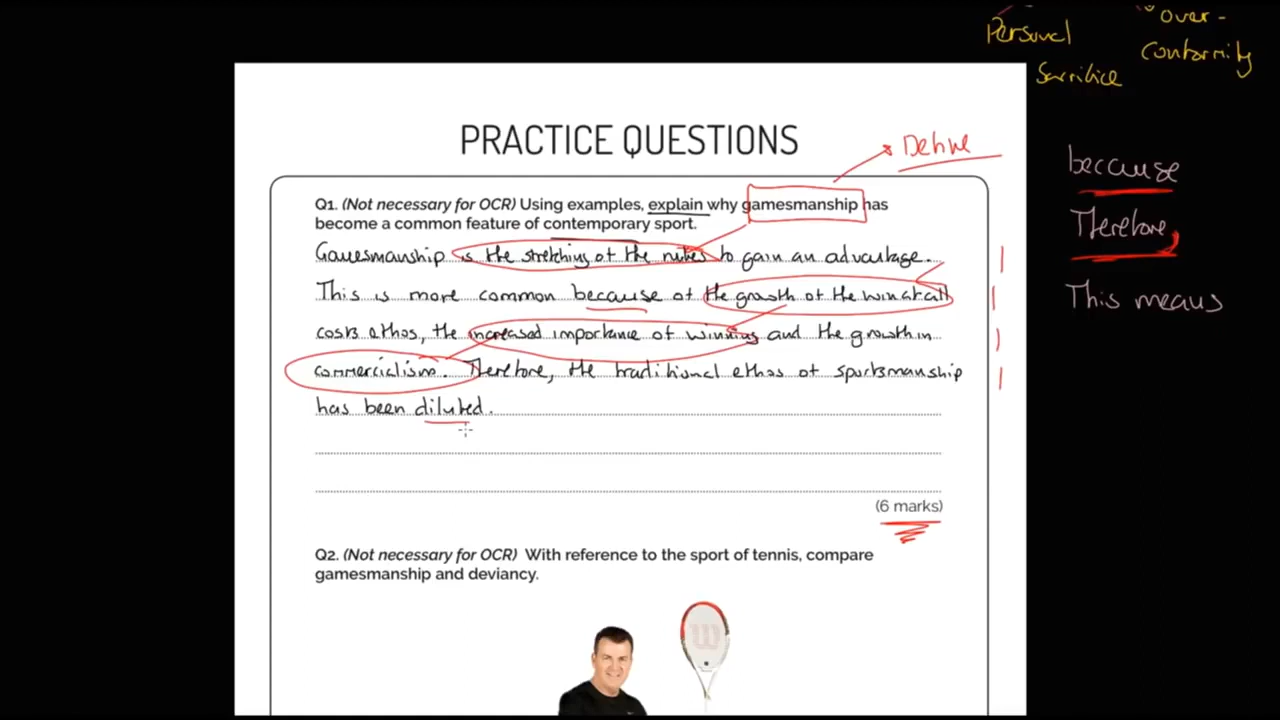 over-
Personal
conformity
Sacrifice
PRACTICE QUESTIONS
Define
because
Q1. (Not necessary for OCR) Using examples, explain why gamesmanship has
become a common feature of contemporary sport.
Therefore,
Gamesmanship is the stretching of the rules to gain an advantage.
This is more common because of the growth of the win at all
This means
costs ethos, the increased importance of winning and the growth in
commercialism. Therefore, the traditional ethos of sportsmanship
has been diluted.
(6 marks)
Q2. (Not necessary for OCR) With reference to the sport of tennis, compare
gamesmanship and deviancy.
W